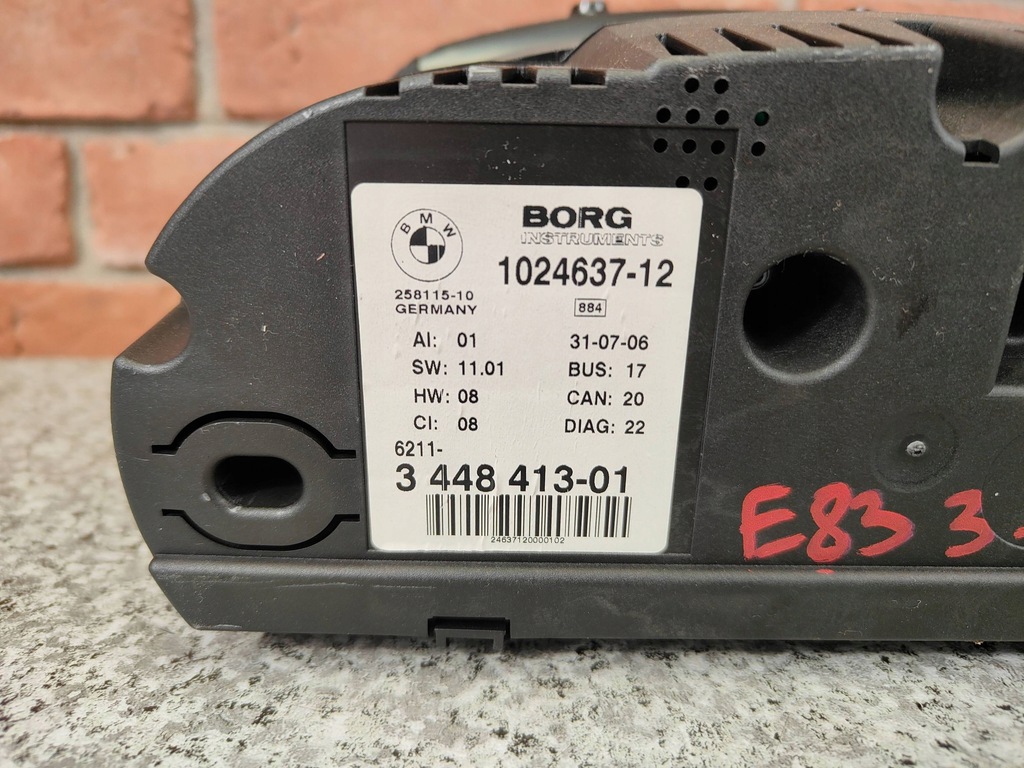 BMW
BORG
INSTRUMENTS
1024637-12
258115-10
GERMANY
884
AI: 01 31-07-06
SW: 11.01 BUS: 17
HW: 08 CAN: 20
CI: 08 DIAG: 22
6211-
3 448 413-01
24637120000102
E83 3.